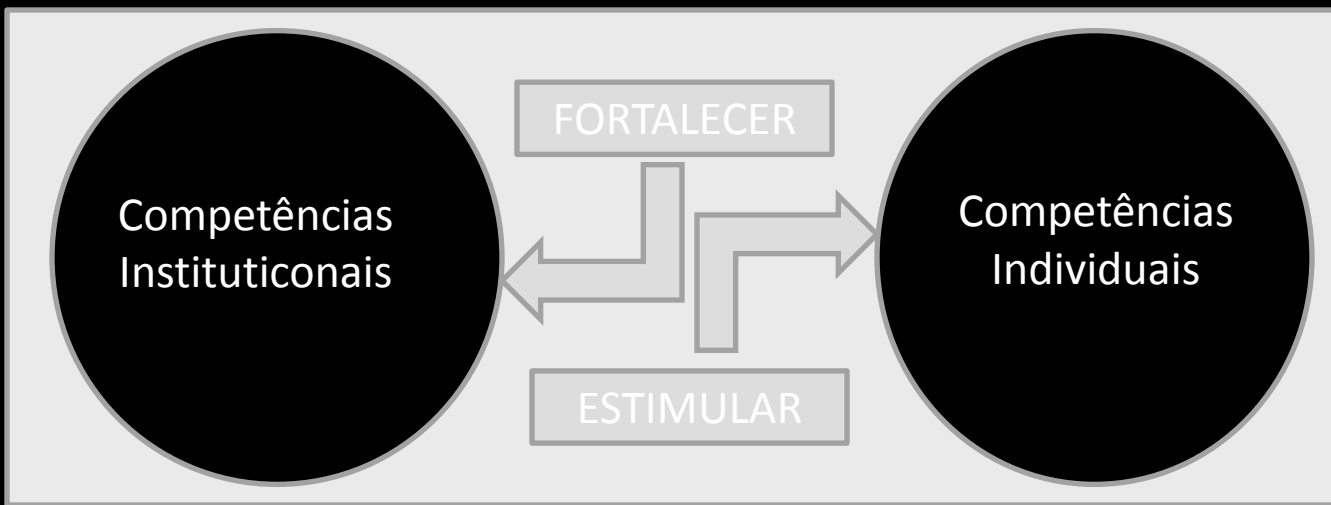 FORTALECER
Competências
Instituticonais
Competências
Individuais
ESTIMULAR